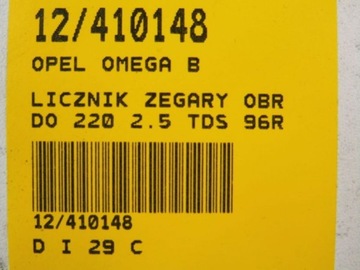 12/410148
OPEL OMEGA B
LICZNIK ZEGARY OBR
DO 220 2.5 TDS 96R
12/410148
D I 29 C